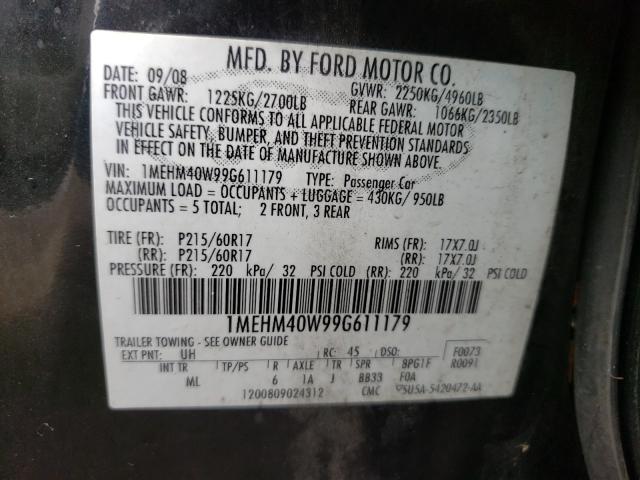 MFD. BY FORD MOTOR CO.
DATE: 09/08 GVWR: 2250KG/4960LB
FRONT GAWR: 1225KG/2700LB REAR GAWR: 1066KG/2350LB
THIS VEHICLE CONFORMS TO ALL APPLICABLE FEDERAL MOTOR
VEHICLE SAFETY, BUMPER, AND THEFT PREVENTION STANDARDS
IN EFFECT ON THE DATE OF MANUFACTURE SHOWN ABOVE.
VIN: 1MEHM40W99G611179 TYPE: Passenger Car
MAXIMUM LOAD = OCCUPANTS + LUGGAGE = 430KG/ 950LB
OCCUPANTS = 5 TOTAL; 2 FRONT, 3 REAR
TIRE (FR): P215/60R17 RIMS (FR): 17X7.0J
(RR): P215/60R17 (RR): 17X7.0J
PRESSURE (FR): 220 kPa/ 32 PSI COLD (RR): 220 kPa/ 32 PSI COLD
1MEHM40W99G611179
TRAILER TOWING - SEE OWNER GUIDE
EXT PNT: UH RC: 45 DSO: F0073
INT TR TP/PS R AXLE TR SPR BPG1F R0091
ML 6 1A J BB33 F0A
1200809024312 CMC 5U5A-5420472-AA